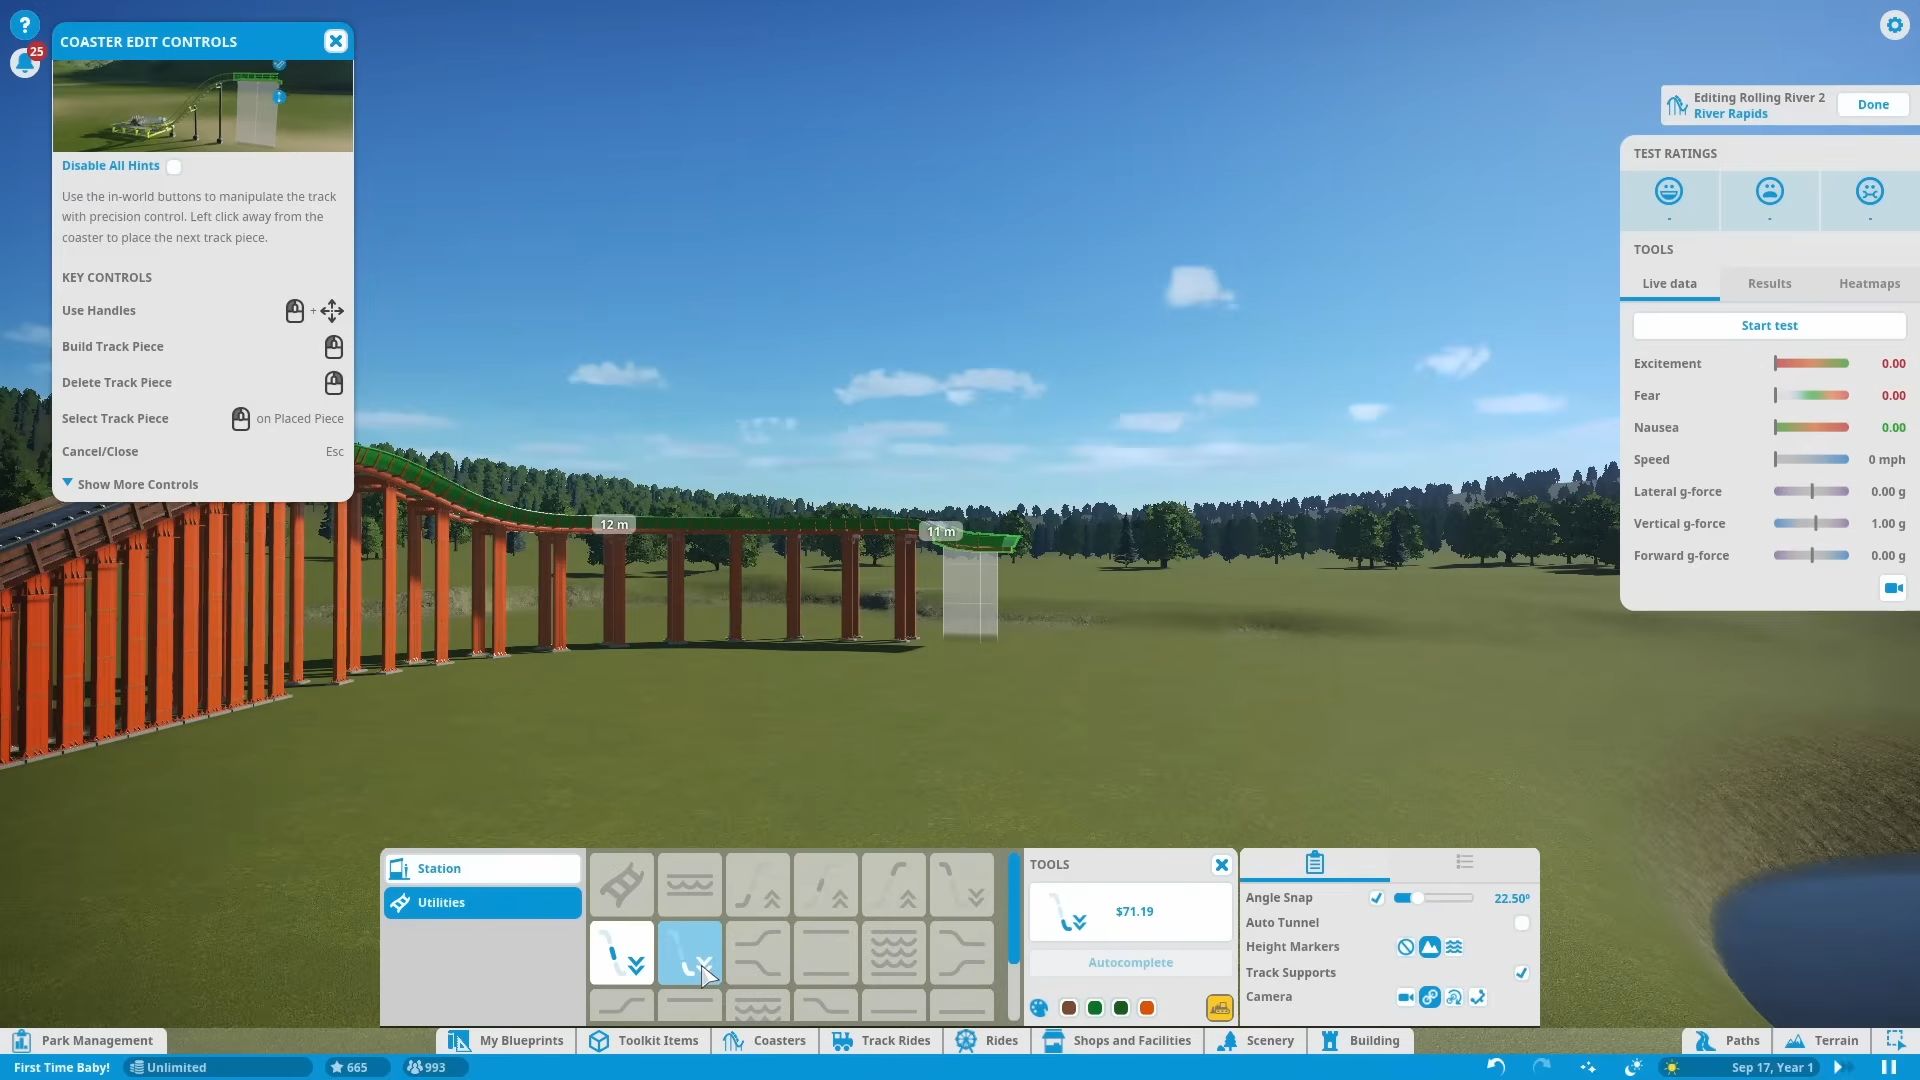 ?
25
COASTER EDIT CONTROLS
Disable All Hints
Use the in-world buttons to manipulate the track
with precision control. Left click away from the
coaster to place the next track piece.
KEY CONTROLS
Use Handles +
Build Track Piece
Delete Track Piece
Select Track Piece on Placed Piece
Cancel/Close Esc
Show More Controls
12 m
11 m
Editing Rolling River 2
River Rapids
Done
TEST RATINGS
- - -
TOOLS
Live data Results Heatmaps
Start test
Excitement 0.00
Fear 0.00
Nausea 0.00
Speed 0 mph
Lateral g-force 0.00 g
Vertical g-force 1.00 g
Forward g-force 0.00 g
Station
Utilities
TOOLS
$71.19
Autocomplete
Angle Snap 22.50°
Auto Tunnel
Height Markers
Track Supports
Camera
Park Management
My Blueprints Toolkit Items Coasters Track Rides Rides Shops and Facilities Scenery Building
Paths Terrain
First Time Baby! Unlimited 665 993
Sep 17, Year 1